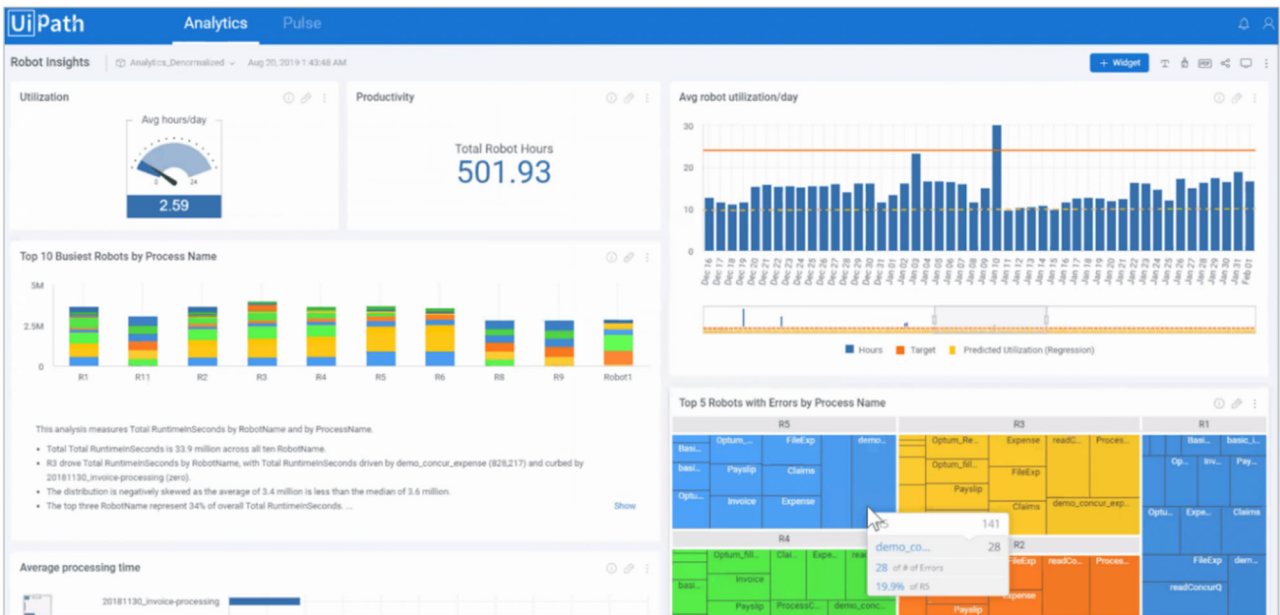 UiPath
Analytics
Pulse
Robot Insights
Analytics_Denormalized
Aug 20, 2019 1:43:48 AM
+ Widget
Utilization
Avg hours/day
0
24
2.59
Productivity
Total Robot Hours
501.93
Avg robot utilization/day
30
20
10
0
Dec 16
Dec 17
Dec 18
Dec 19
Dec 20
Dec 21
Dec 22
Dec 23
Dec 24
Dec 25
Dec 26
Dec 27
Dec 28
Dec 29
Dec 30
Dec 31
Jan 01
Jan 02
Jan 03
Jan 04
Jan 05
Jan 06
Jan 07
Jan 08
Jan 09
Jan 10
Jan 11
Jan 12
Jan 13
Jan 14
Jan 15
Jan 16
Jan 17
Jan 18
Jan 19
Jan 20
Jan 21
Jan 22
Jan 23
Jan 24
Jan 25
Jan 26
Jan 27
Jan 28
Jan 29
Jan 30
Jan 31
Feb 01
Hours
Target
Predicted Utilization (Regression)
Top 10 Busiest Robots by Process Name
5M
2.5M
0
R1
R11
R2
R3
R4
R5
R6
R8
R9
Robot1
This analysis measures Total RuntimeInSeconds by RobotName and by ProcessName.
• Total Total RuntimeInSeconds is 33.9 million across all ten RobotName.
• R3 drove Total RuntimeInSeconds by RobotName, with Total RuntimeInSeconds driven by demo_concur_expense (828,217) and curbed by
20181130_invoice-processing (zero).
• The distribution is negatively skewed as the average of 3.4 million is less than the median of 3.6 million.
• The top three RobotName represent 34% of overall Total RuntimeInSeconds. ...
Show
Average processing time
20181130_invoice-processing
Top 5 Robots with Errors by Process Name
R5
Basi...
Optum_...
FileExp
demo...
basi...
Payslip
Claims
Optu...
Invoice
Expense
R3
Optum_Re...
Expense
readC...
Proces...
Optum_fill...
FileExp
Payslip
Claims
demo_concur_exp...
R1
Basi...
basic_i...
Op...
Inv...
Pay...
Optu...
Expe...
Claims
FileExp
dem...
readConcurQ
R4
Optum_fill...
Clai...
Expe...
basi...
Invoice
Payslip
ProcessC...
demo_conc...
R2
readCo...
Proces...
Expense
Payslip
141
demo_co...
28
28 of # of Errors
19.9% of R5